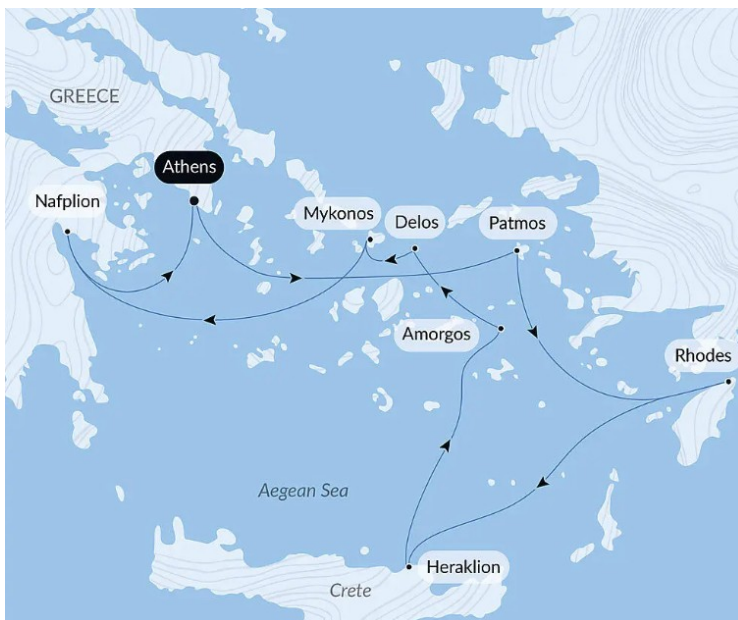 GREECE
Athens
Nafplion
Mykonos
Delos
Patmos
Amorgos
Rhodes
Aegean Sea
Heraklion
Crete